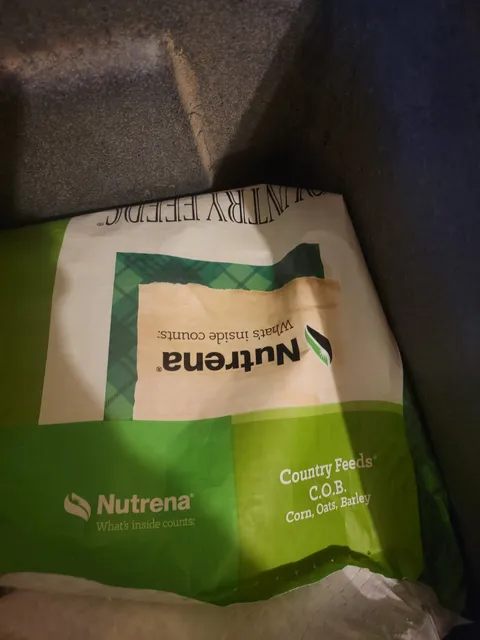 COUNTRY FEEDS®
What's inside counts.
Nutrena®
Nutrena®
What's inside counts.
Country Feeds®
C.O.B.
Corn, Oats, Barley